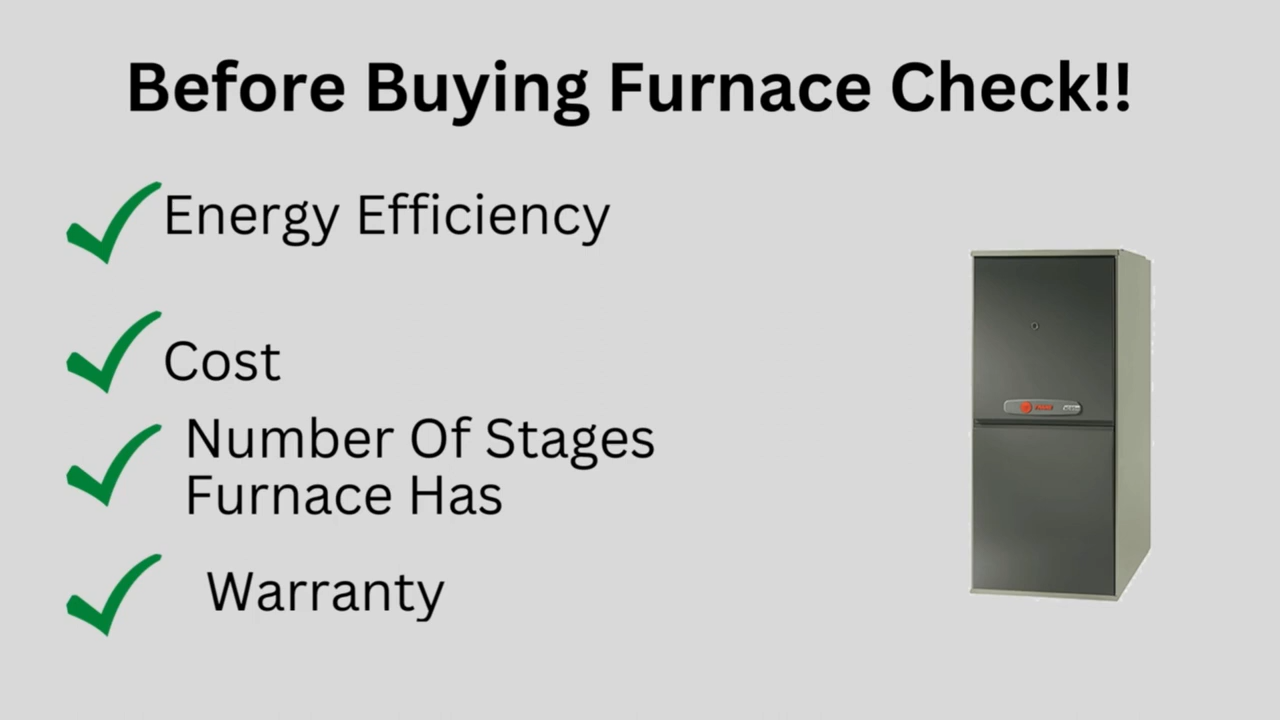 Before Buying Furnace Check!!
Energy Efficiency
Cost
Number Of Stages
Furnace Has
Warranty